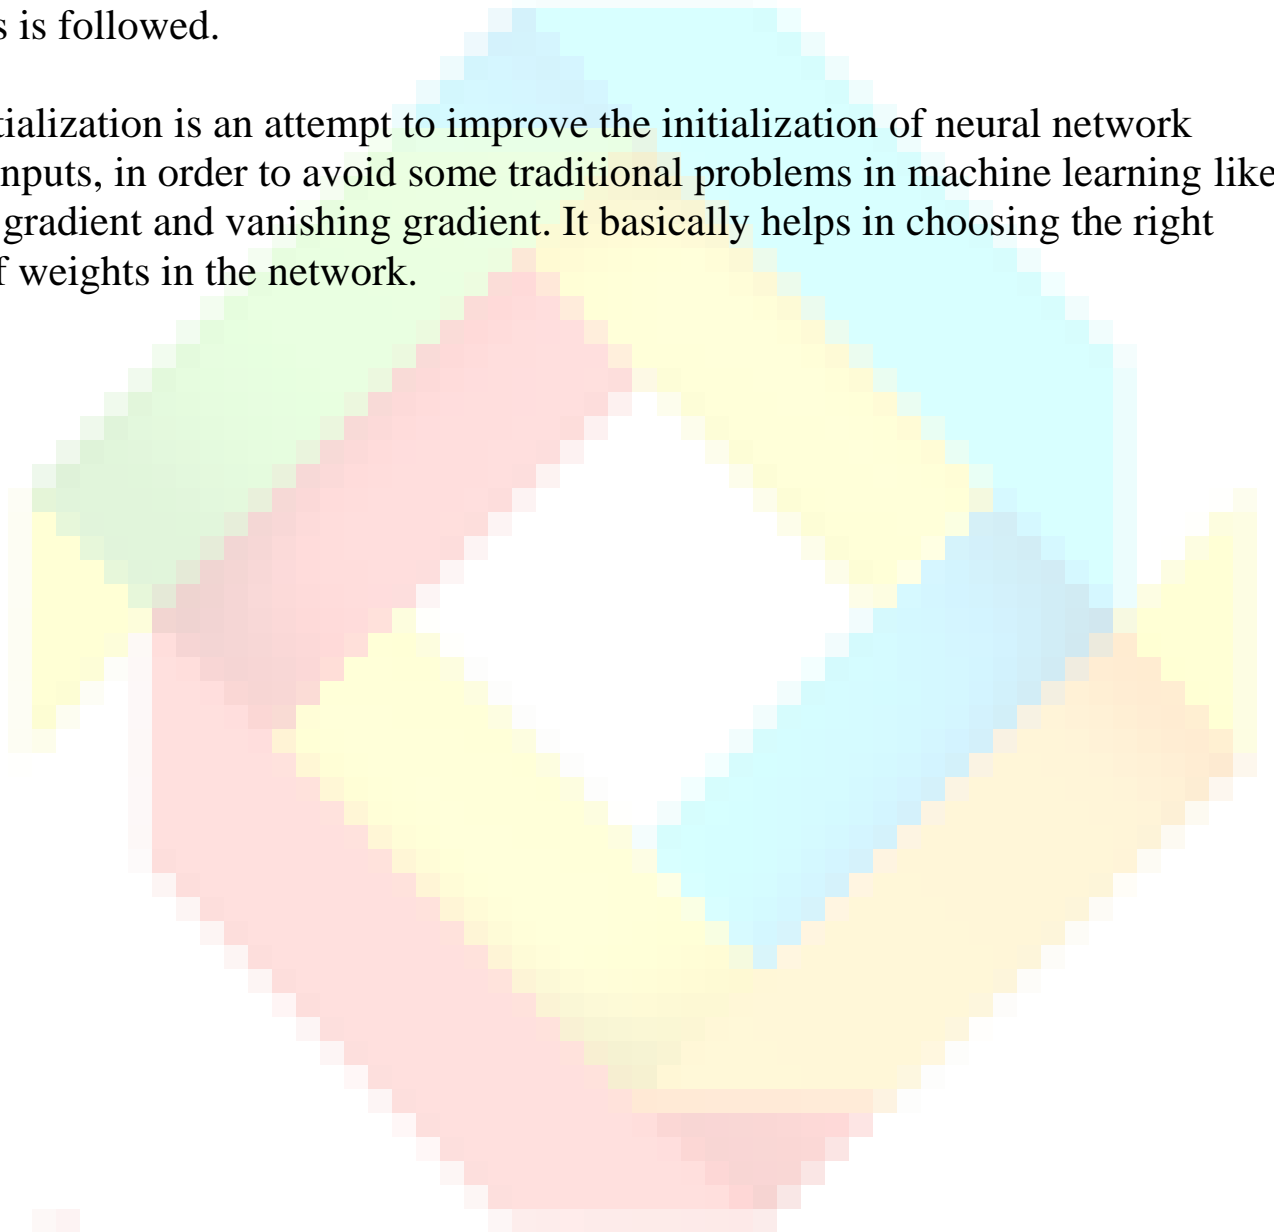 s is followed.
tialization is an attempt to improve the initialization of neural network
nputs, in order to avoid some traditional problems in machine learning like
gradient and vanishing gradient. It basically helps in choosing the right
f weights in the network.